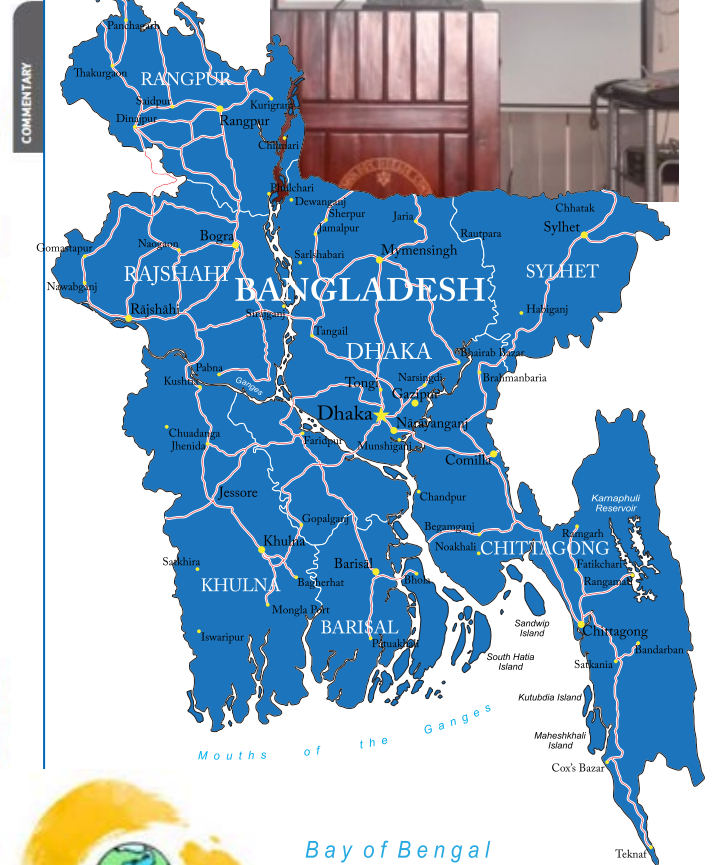 COMMENTARY
Panchagarh
Thakurgaon
RANGPUR
Saidpur
Kurigram
Dinajpur
Rangpur
Chilmari
Phulchari
Dewanganj
Sherpur
Jaria
Chhatak
Jamalpur
Rautpara
Sylhet
Gomastapur
Naogaon
Bogra
Sarishabari
Mymensingh
RAJSHAHI
SYLHET
Nawabganj
BANGLADESH
Rājshāhi
Sirajganj
Habiganj
Tangail
DHAKA
Bhairab Bazar
Pabna
Kushtia
Ganges
Tongi
Narsingdi
Brahmanbaria
Gazipur
Dhaka
Nārāyanganj
Chuadanga
Jhenida
Faridpur
Munshiganj
Comilla
Jessore
Chandpur
Karnaphuli
Reservoir
Gopalganj
Begamganj
Ramgarh
Khulna
Noakhali
CHITTAGONG
Satkhira
Barisāl
Fatikchari
KHULNA
Bagherhat
Bhola
Rangamati
Mongla Port
BARISAL
Sandwip
Island
Chittagong
Iswaripur
Patuakhali
Bandarban
South Hatia
Island
Satkania
Kutubdia Island
Mouths of the Ganges
Maheshkhali
Island
Cox's Bazar
Bay of Bengal
Teknaf